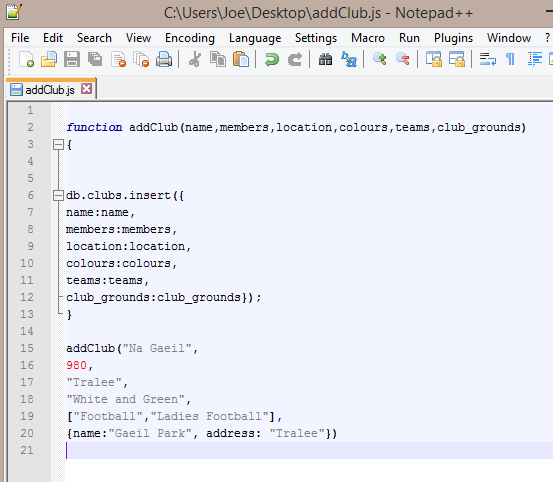 C:\Users\Joe\Desktop\addClub.js - Notepad++
File Edit Search View Encoding Language Settings Macro Run Plugins Window ?
addClub.js
1
2 function addClub(name,members,location,colours,teams,club_grounds)
3 {
4
5
6 db.clubs.insert({
7 name:name,
8 members:members,
9 location:location,
10 colours:colours,
11 teams:teams,
12 club_grounds:club_grounds});
13 }
14
15 addClub("Na Gaeil",
16 980,
17 "Tralee",
18 "White and Green",
19 ["Football","Ladies Football"],
20 {name:"Gaeil Park", address: "Tralee"})
21